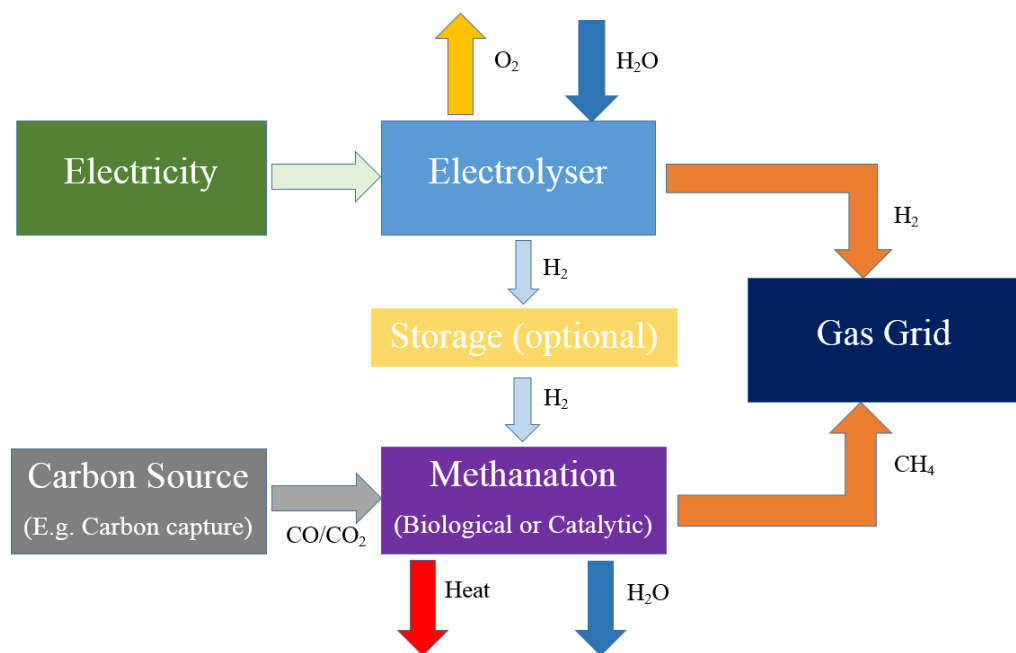 O₂
H₂O
Electricity
Electrolyser
H₂
H₂
Storage (optional)
Gas Grid
H₂
Carbon Source
(E.g. Carbon capture)
CO/CO₂
Methanation
(Biological or Catalytic)
CH₄
Heat
H₂O